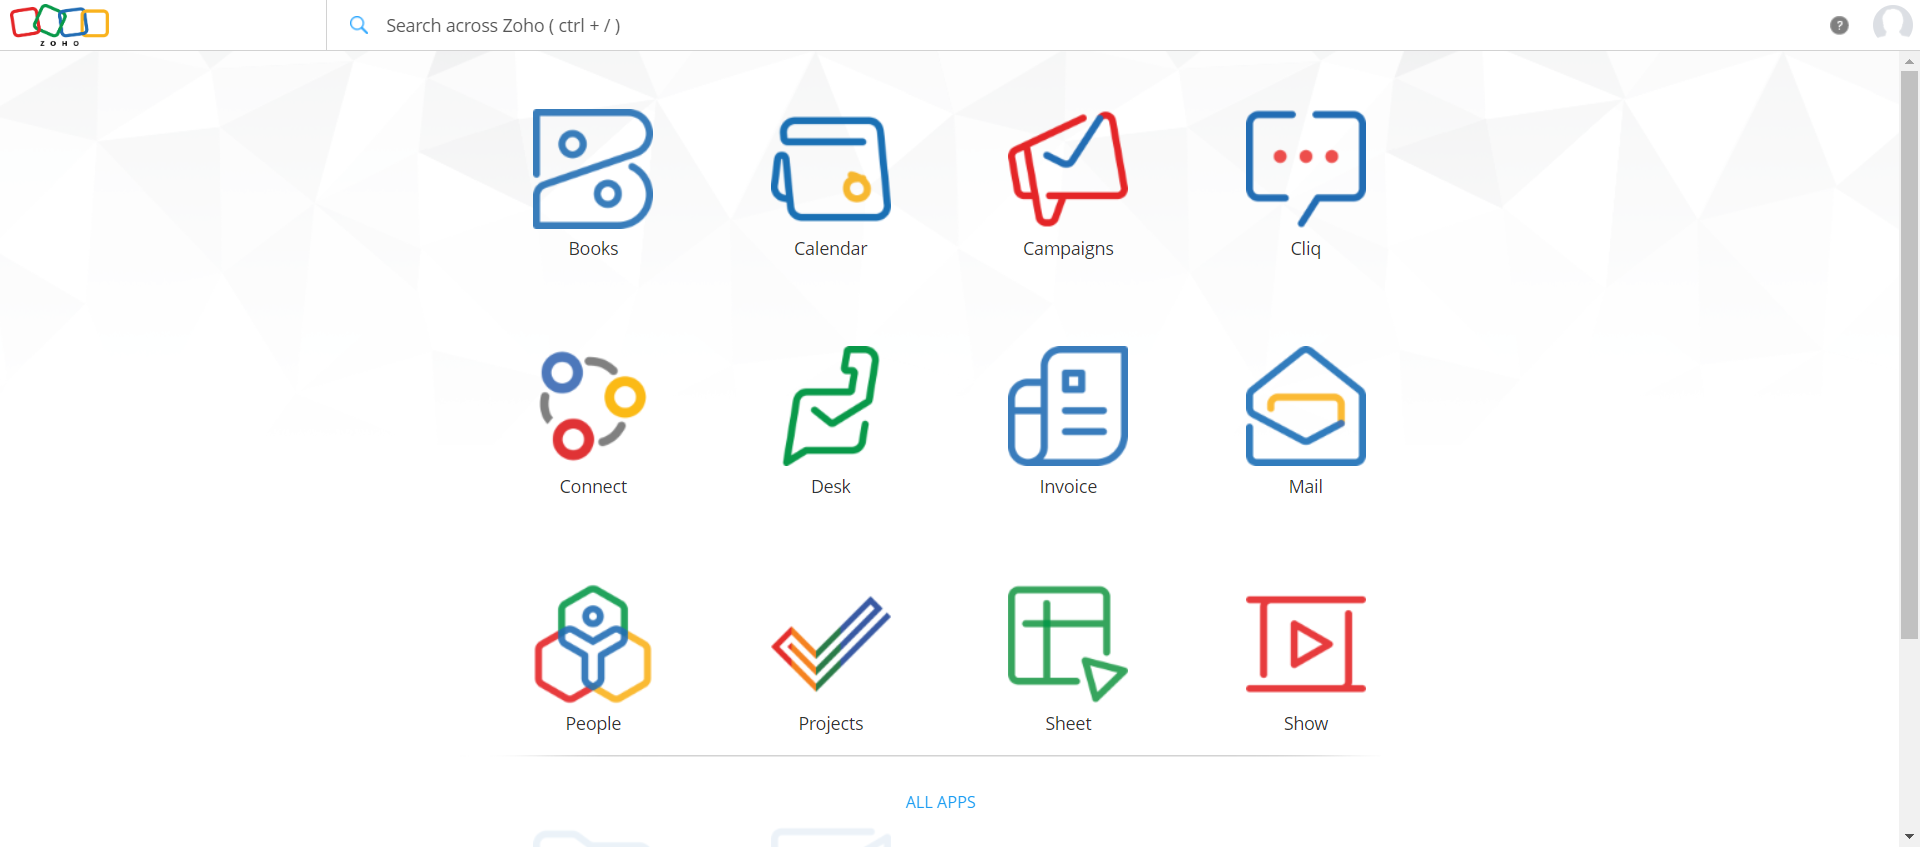 ZOHO
Search across Zoho ( ctrl + / )
?
Books
Calendar
Campaigns
Cliq
Connect
Desk
Invoice
Mail
People
Projects
Sheet
Show
ALL APPS